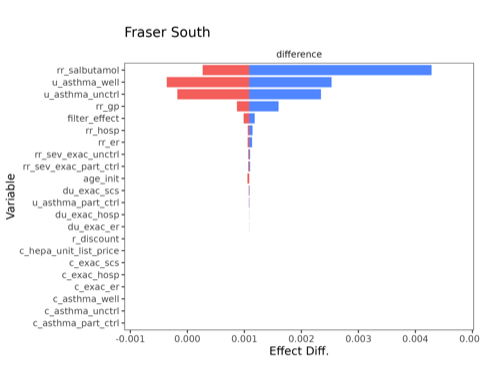 Fraser South
difference
rr_salbutamol
u_asthma_well
u_asthma_unctrl
rr_gp
filter_effect
rr_hosp
rr_er
rr_sev_exac_unctrl
rr_sev_exac_part_ctrl
age_init
du_exac_scs
u_asthma_part_ctrl
du_exac_hosp
du_exac_er
r_discount
c_hepa_unit_list_price
c_exac_scs
c_exac_hosp
c_exac_er
c_asthma_well
c_asthma_unctrl
c_asthma_part_ctrl
Variable
-0.001 0.000 0.001 0.002 0.003 0.004 0.00
Effect Diff.